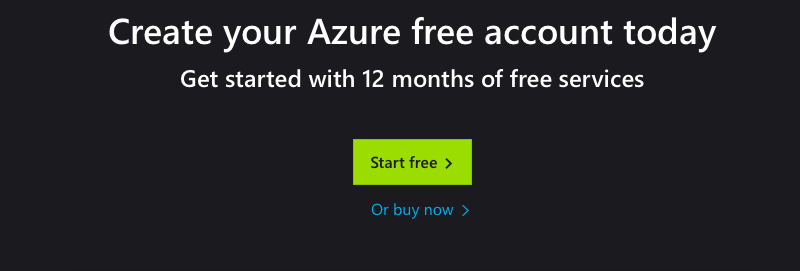 Create your Azure free account today
Get started with 12 months of free services
Start free
Or buy now